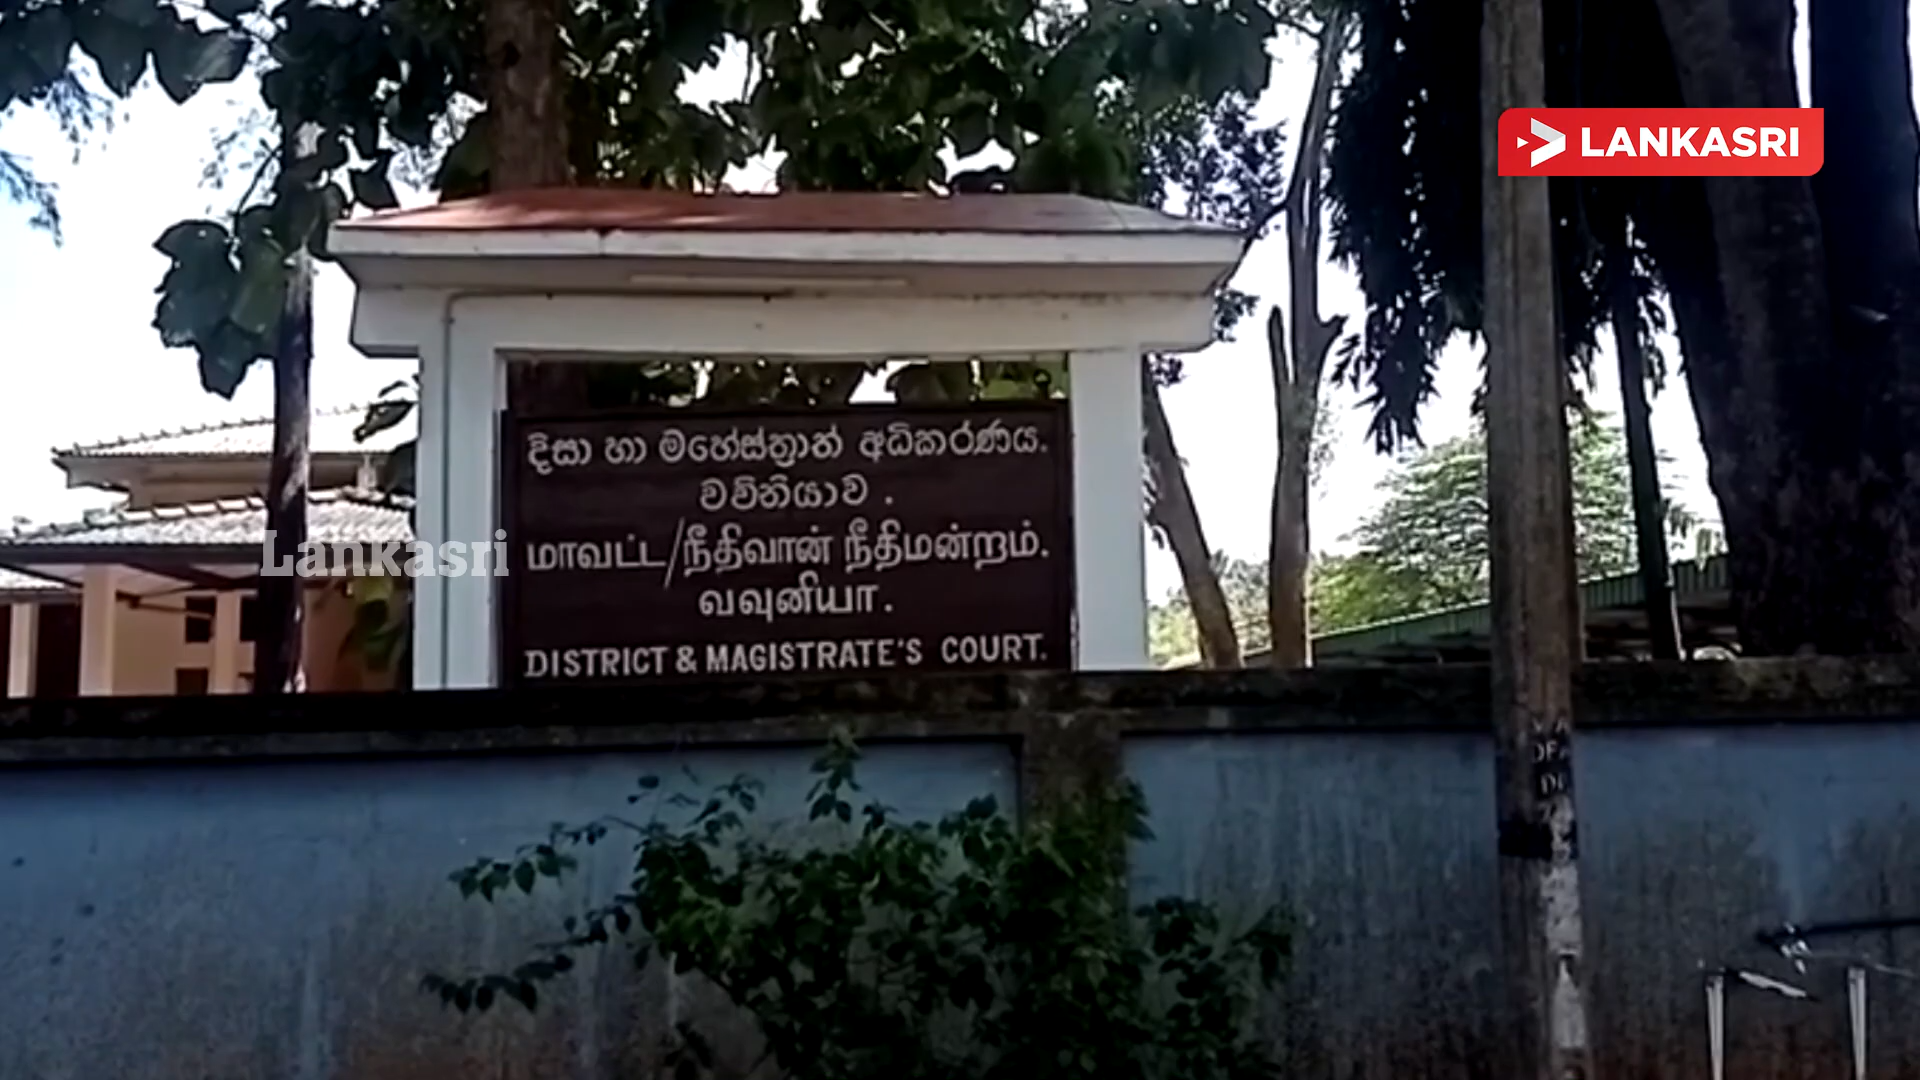 LANKASRI
දිසා හා මහේස්ත්‍රාත් අධිකරණය.
වව්නියාව .
மாவட்ட/நீதிவான் நீதிமன்றம்.
வவுனியா.
DISTRICT & MAGISTRATE'S COURT.
Lankasri